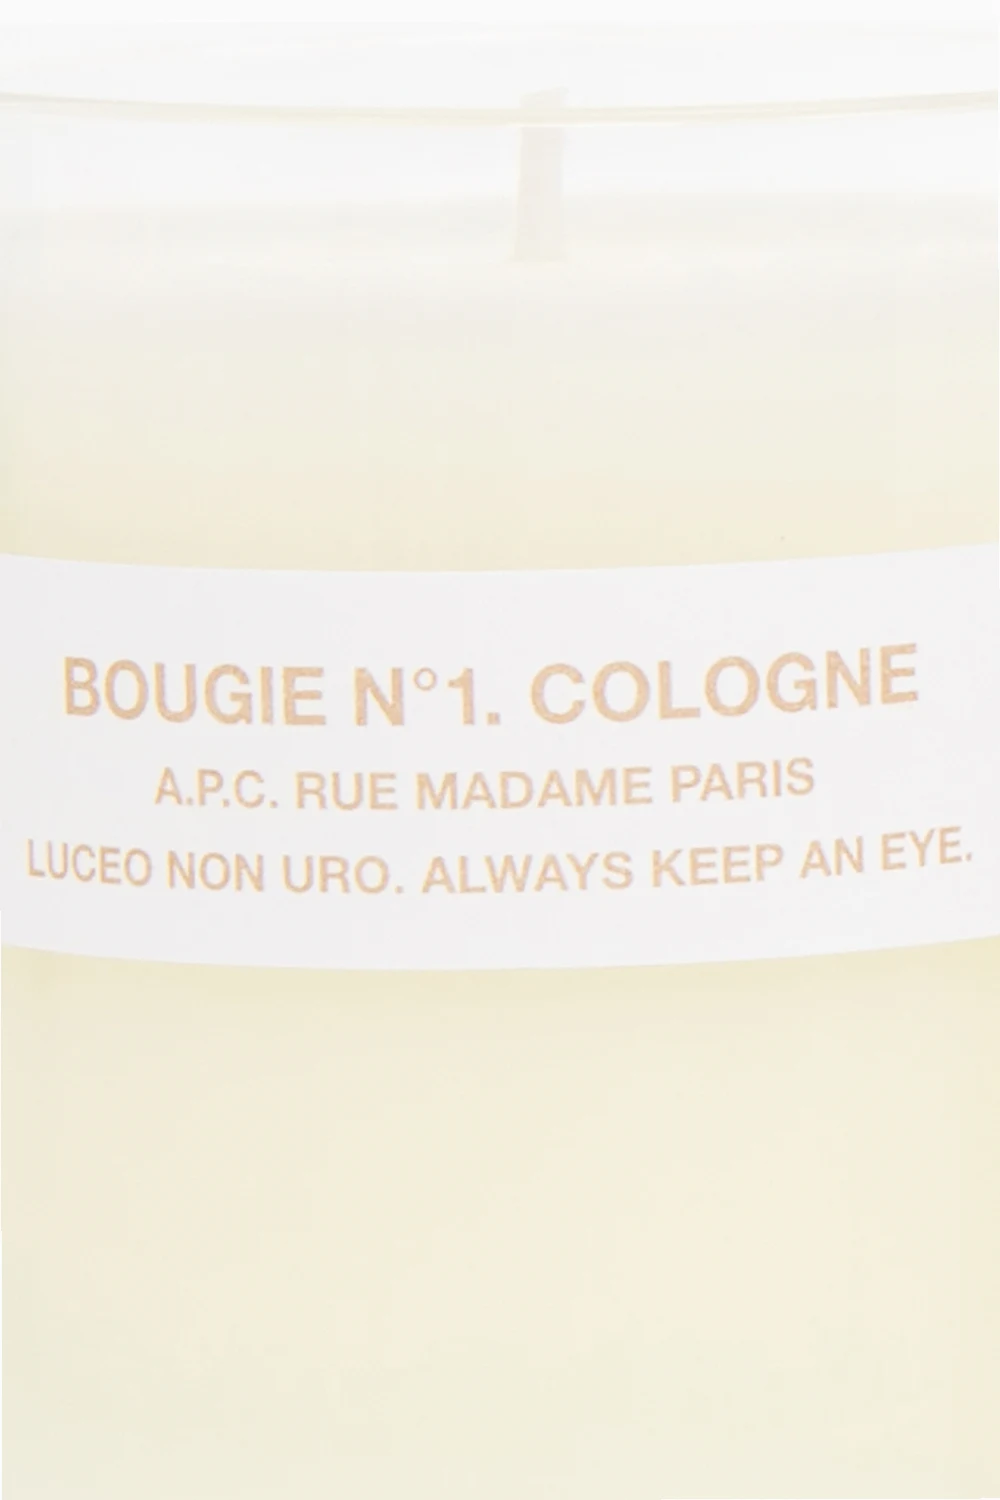 BOUGIE N°1. COLOGNE
A.P.C. RUE MADAME PARIS
LUCEO NON URO. ALWAYS KEEP AN EYE.